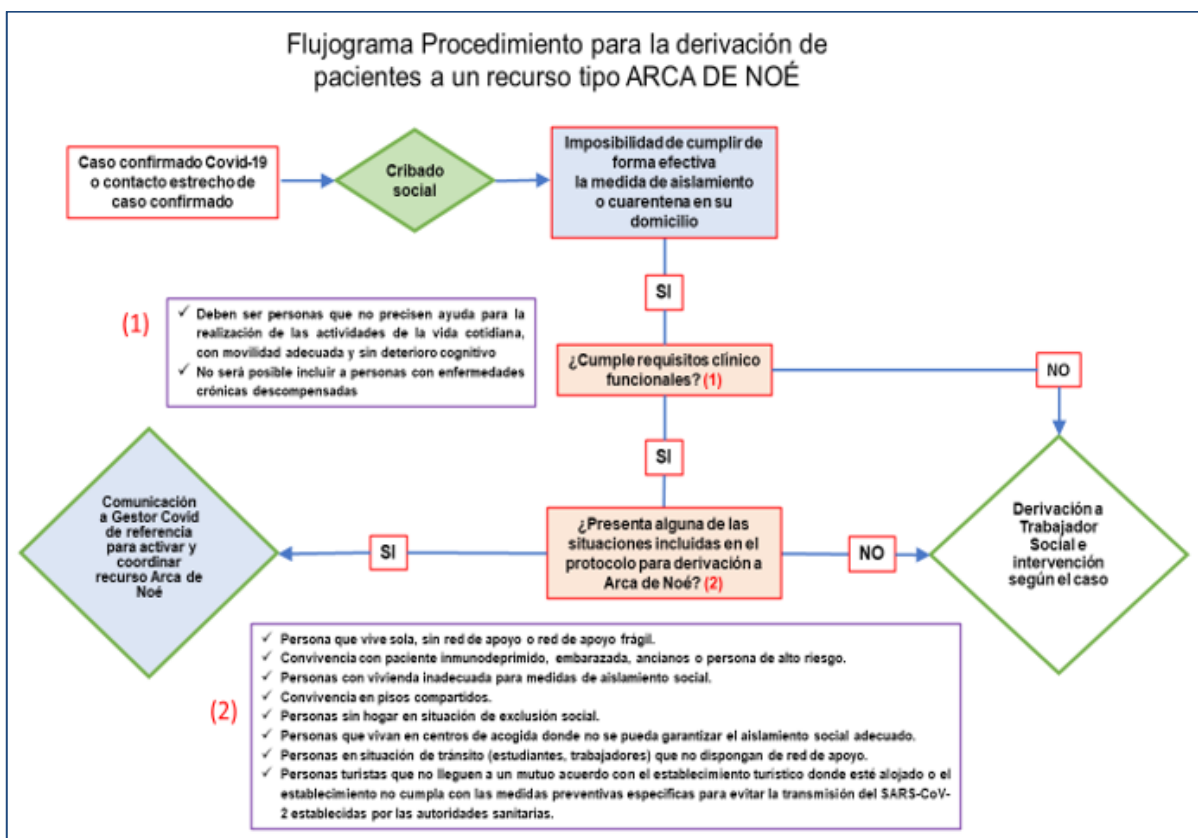 Flujograma Procedimiento para la derivación de
pacientes a un recurso tipo ARCA DE NOÉ
Caso confirmado Covid-19
o contacto estrecho de
caso confirmado
Cribado
social
Imposibilidad de cumplir de
forma efectiva
la medida de aislamiento
o cuarentena en su
domicilio
SI
(1)
✓ Deben ser personas que no precisen ayuda para la
realización de las actividades de la vida cotidiana,
con movilidad adecuada y sin deterioro cognitivo
✓ No será posible incluir a personas con enfermedades
crónicas descompensadas
¿Cumple requisitos clínico
funcionales? (1)
NO
SI
Comunicación
a Gestor Covid
de referencia
para activar y
coordinar
recurso Arca de
Noé
SI
¿Presenta alguna de las
situaciones incluidas en el
protocolo para derivación a
Arca de Noé? (2)
NO
Derivación a
Trabajador
Social e
intervención
según el caso
(2)
✓ Persona que vive sola, sin red de apoyo o red de apoyo frágil.
✓ Convivencia con paciente inmunodeprimido, embarazada, ancianos o persona de alto riesgo.
✓ Personas con vivienda inadecuada para medidas de aislamiento social.
✓ Convivencia en pisos compartidos.
✓ Personas sin hogar en situación de exclusión social.
✓ Personas que vivan en centros de acogida donde no se pueda garantizar el aislamiento social adecuado.
✓ Personas en situación de tránsito (estudiantes, trabajadores) que no dispongan de red de apoyo.
✓ Personas turistas que no lleguen a un mutuo acuerdo con el establecimiento turístico donde esté alojado o el
establecimiento no cumpla con las medidas preventivas específicas para evitar la transmisión del SARS-CoV-
2 establecidas por las autoridades sanitarias.